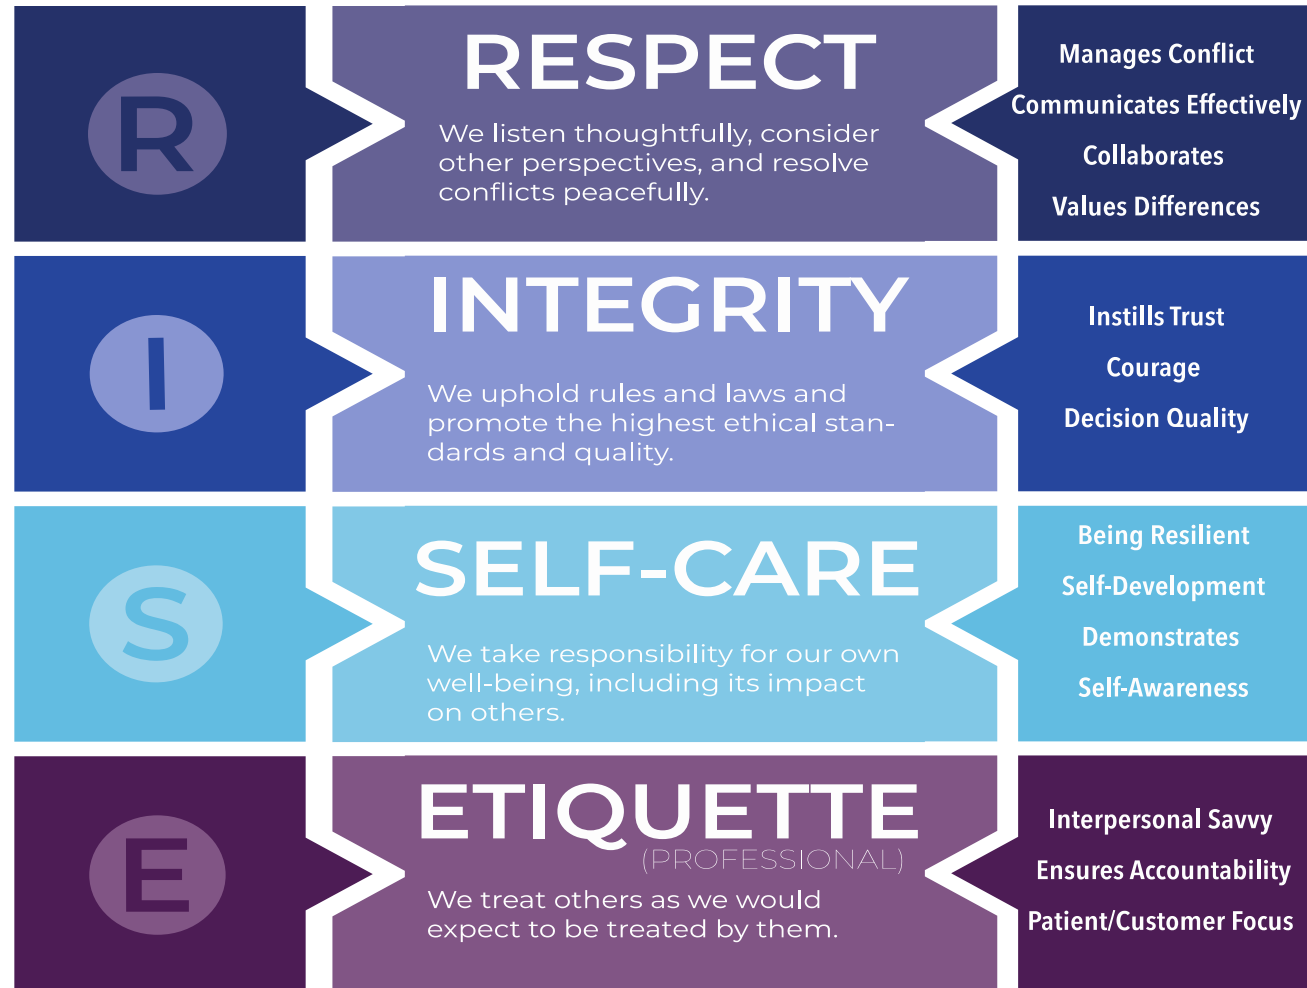 R
RESPECT
We listen thoughtfully, consider
other perspectives, and resolve
conflicts peacefully.
Manages Conflict
Communicates Effectively
Collaborates
Values Differences
I
INTEGRITY
We uphold rules and laws and
promote the highest ethical stan-
dards and quality.
Instills Trust
Courage
Decision Quality
S
SELF-CARE
We take responsibility for our own
well-being, including its impact
on others.
Being Resilient
Self-Development
Demonstrates
Self-Awareness
E
ETIQUETTE
(PROFESSIONAL)
We treat others as we would
expect to be treated by them.
Interpersonal Savvy
Ensures Accountability
Patient/Customer Focus